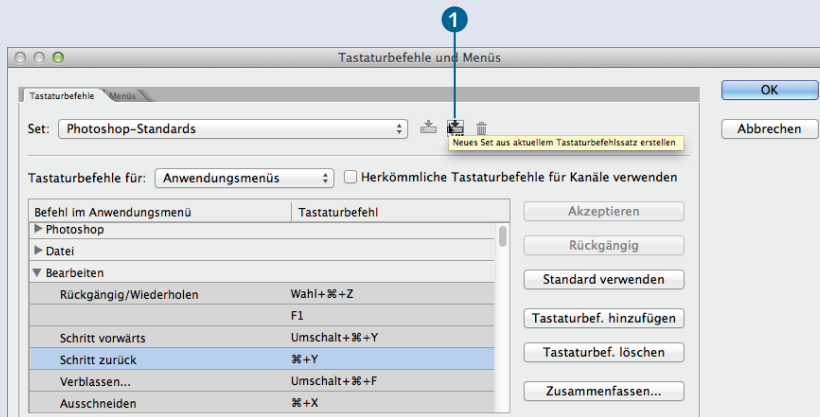 1
Tastaturbefehle und Menüs
Tastaturbefehle Menüs
OK
Set: Photoshop-Standards
Abbrechen
Neues Set aus aktuellem Tastaturbefehlssatz erstellen
Tastaturbefehle für: Anwendungsmenüs Herkömmliche Tastaturbefehle für Kanäle verwenden
Befehl im Anwendungsmenü Tastaturbefehl
Akzeptieren
Photoshop
Datei
Rückgängig
Bearbeiten
Standard verwenden
Rückgängig/Wiederholen Wahl+⌘+Z
F1
Tastaturbef. hinzufügen
Schritt vorwärts Umschalt+⌘+Y
Schritt zurück ⌘+Y
Tastaturbef. löschen
Verblassen... Umschalt+⌘+F
Zusammenfassen...
Ausschneiden ⌘+X